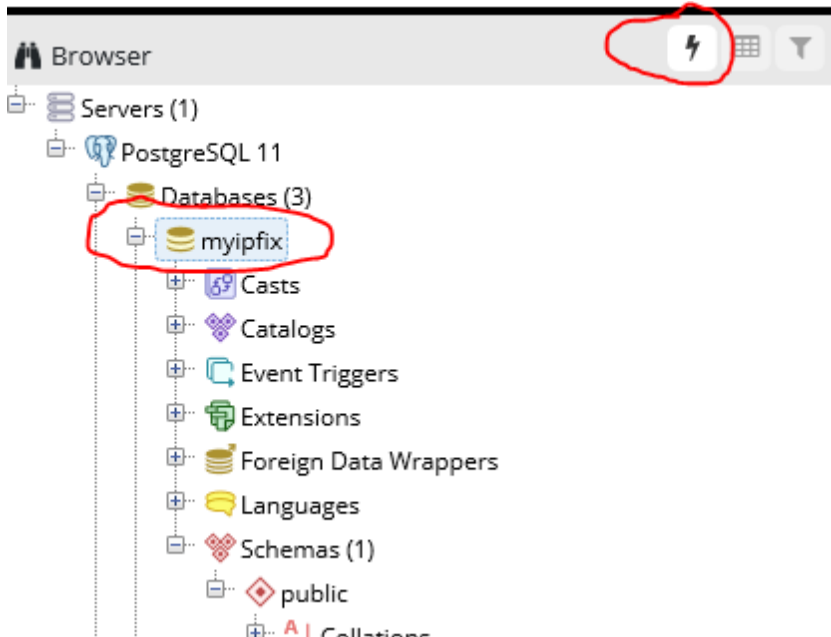 Browser
Servers (1)
PostgreSQL 11
Databases (3)
myipfix
Casts
Catalogs
Event Triggers
Extensions
Foreign Data Wrappers
Languages
Schemas (1)
public
Collations